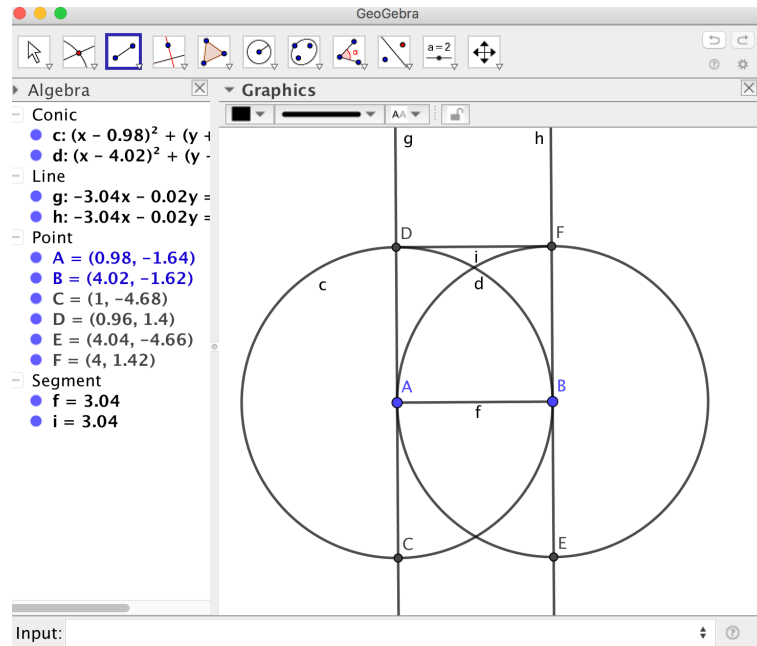 GeoGebra
a=2
Algebra
Graphics
AA
Conic
c: (x – 0.98)² + (y +
d: (x – 4.02)² + (y –
Line
g: –3.04x – 0.02y =
h: –3.04x – 0.02y =
Point
A = (0.98, –1.64)
B = (4.02, –1.62)
C = (1, –4.68)
D = (0.96, 1.4)
E = (4.04, –4.66)
F = (4, 1.42)
Segment
f = 3.04
i = 3.04
g
h
D
F
i
c
d
A
B
f
C
E
Input: